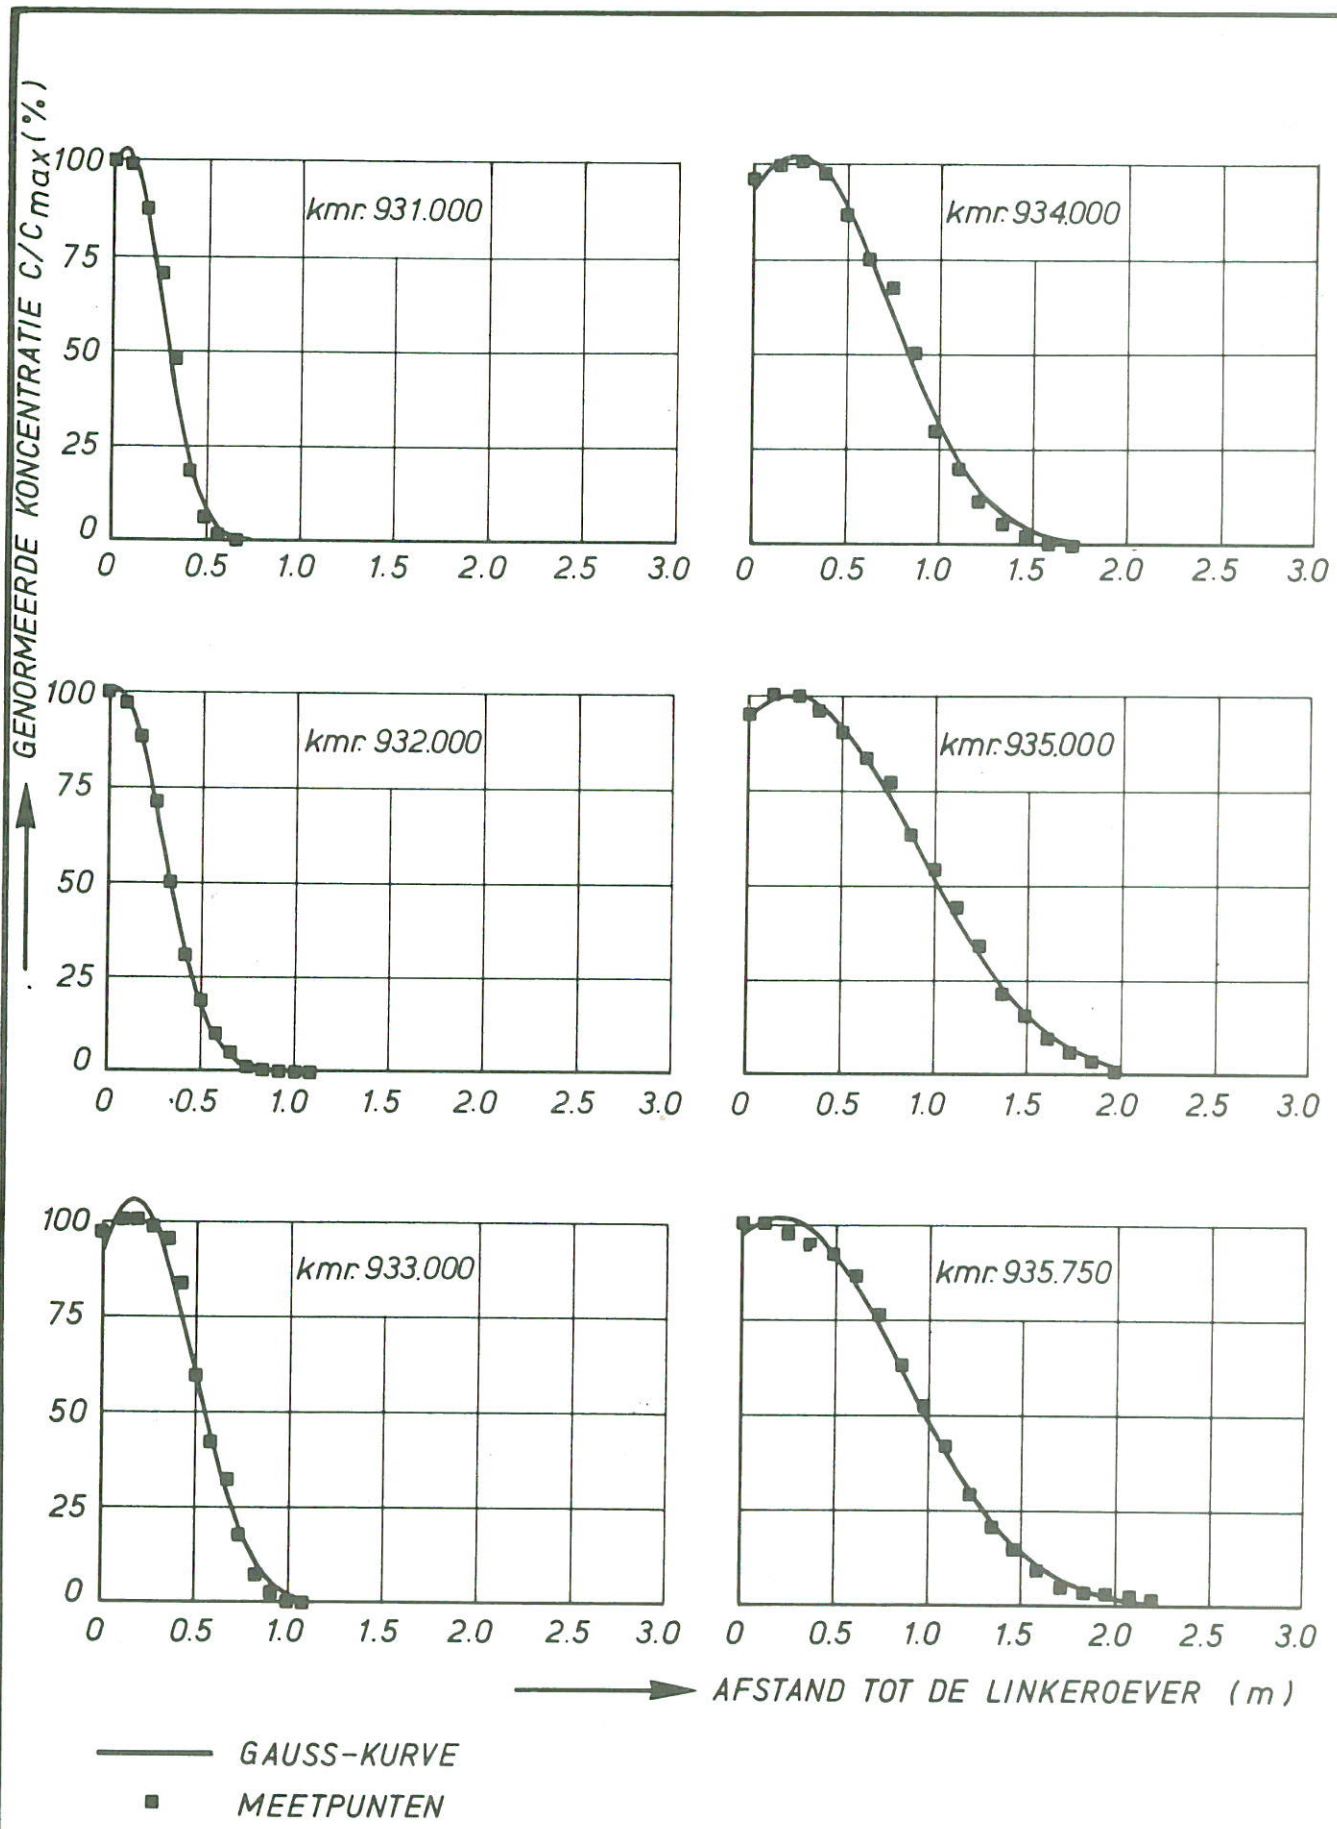 GENORMEERDE KONCENTRATIE C/Cmax (%)
100
75
50
25
0
kmr. 931.000
0 0.5 1.0 1.5 2.0 2.5 3.0
kmr. 934.000
0 0.5 1.0 1.5 2.0 2.5 3.0
100
75
50
25
0
kmr. 932.000
0 0.5 1.0 1.5 2.0 2.5 3.0
kmr. 935.000
0 0.5 1.0 1.5 2.0 2.5 3.0
100
75
50
25
0
kmr. 933.000
0 0.5 1.0 1.5 2.0 2.5 3.0
kmr. 935.750
0 0.5 1.0 1.5 2.0 2.5 3.0
AFSTAND TOT DE LINKEROEVER (m)
GAUSS-KURVE
MEETPUNTEN